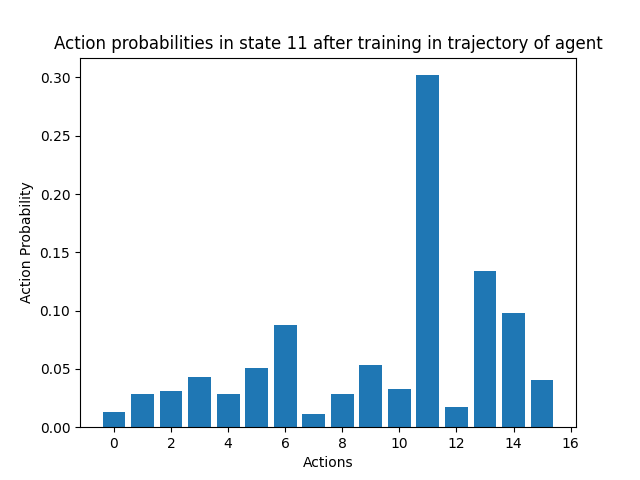 Action probabilities in state 11 after training in trajectory of agent
0.30
0.25
0.20
0.15
0.10
0.05
0.00
Action Probability
0 2 4 6 8 10 12 14 16
Actions